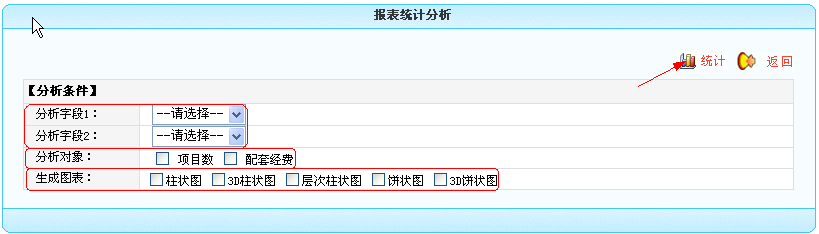 报表统计分析
统计 返回
【分析条件】
分析字段1： --请选择--
分析字段2： --请选择--
分析对象： 项目数 配套经费
生成图表： 柱状图 3D柱状图 层次柱状图 饼状图 3D饼状图